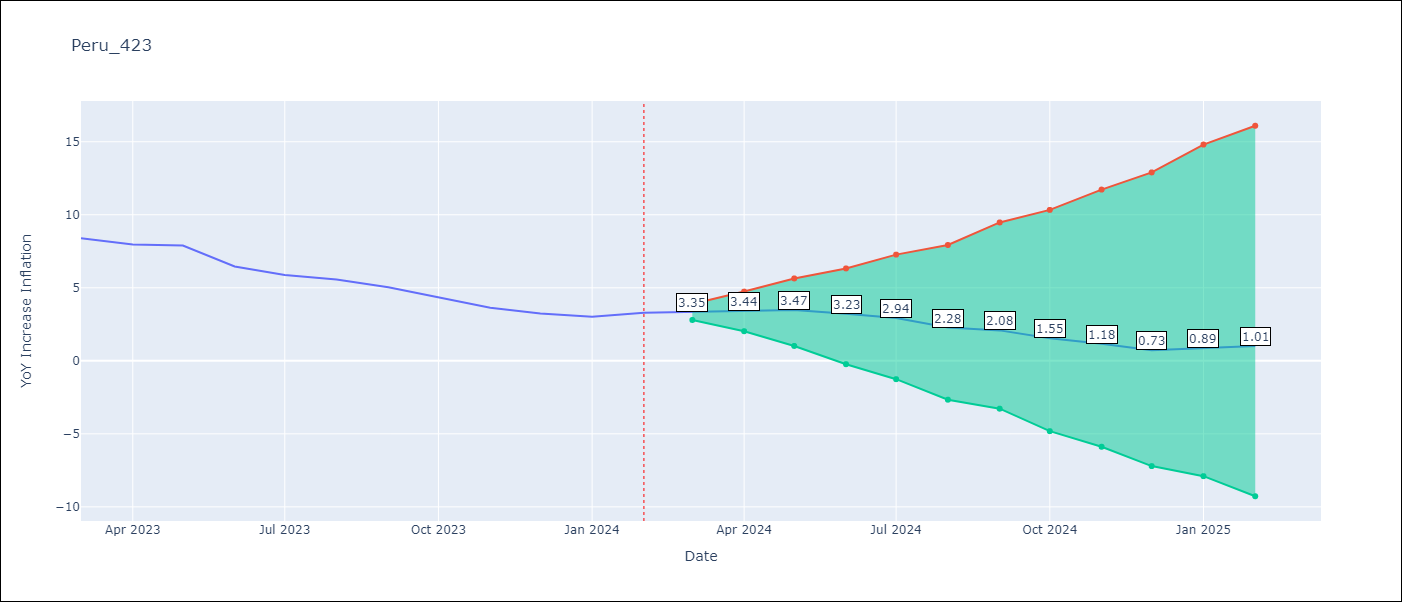 Peru_423
YoY Increase Inflation
15
10
5
0
−5
−10
3.35
3.44
3.47
3.23
2.94
2.28
2.08
1.55
1.18
0.73
0.89
1.01
Apr 2023
Jul 2023
Oct 2023
Jan 2024
Apr 2024
Jul 2024
Oct 2024
Jan 2025
Date